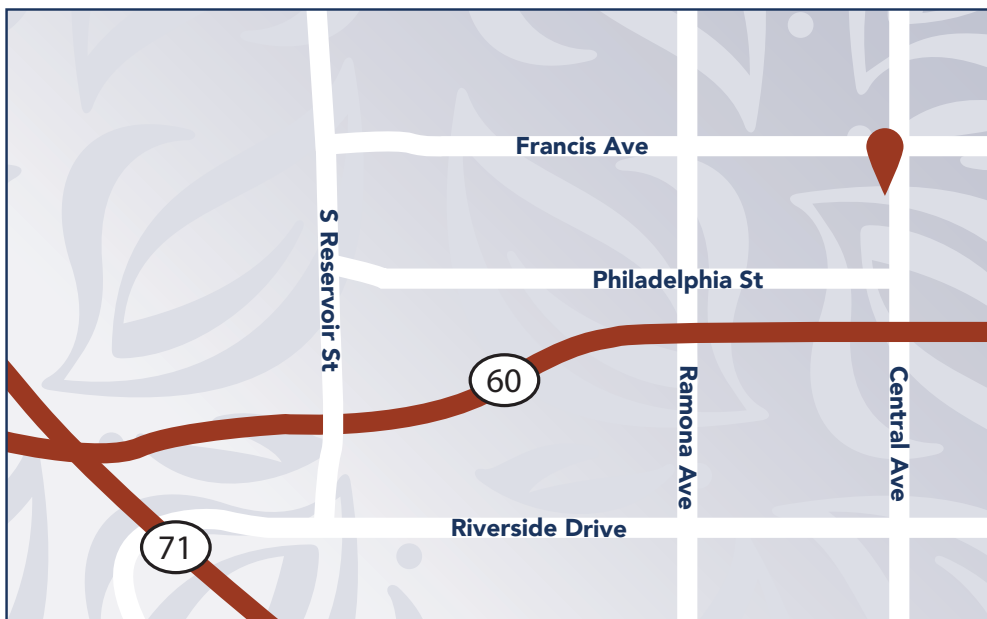 Francis Ave
S Reservoir St
Philadelphia St
60
Ramona Ave
Central Ave
Riverside Drive
71